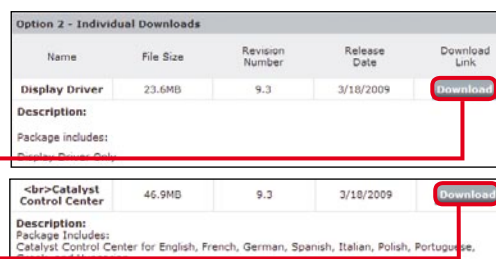 Option 2 - Individual Downloads
Name File Size Revision Number Release Date Download Link
Display Driver 23.6MB 9.3 3/18/2009 Download
Description:
Package includes:
Display Driver Only
<br>Catalyst Control Center 46.9MB 9.3 3/18/2009 Download
Description:
Package Includes:
Catalyst Control Center for English, French, German, Spanish, Italian, Polish, Portuguese,